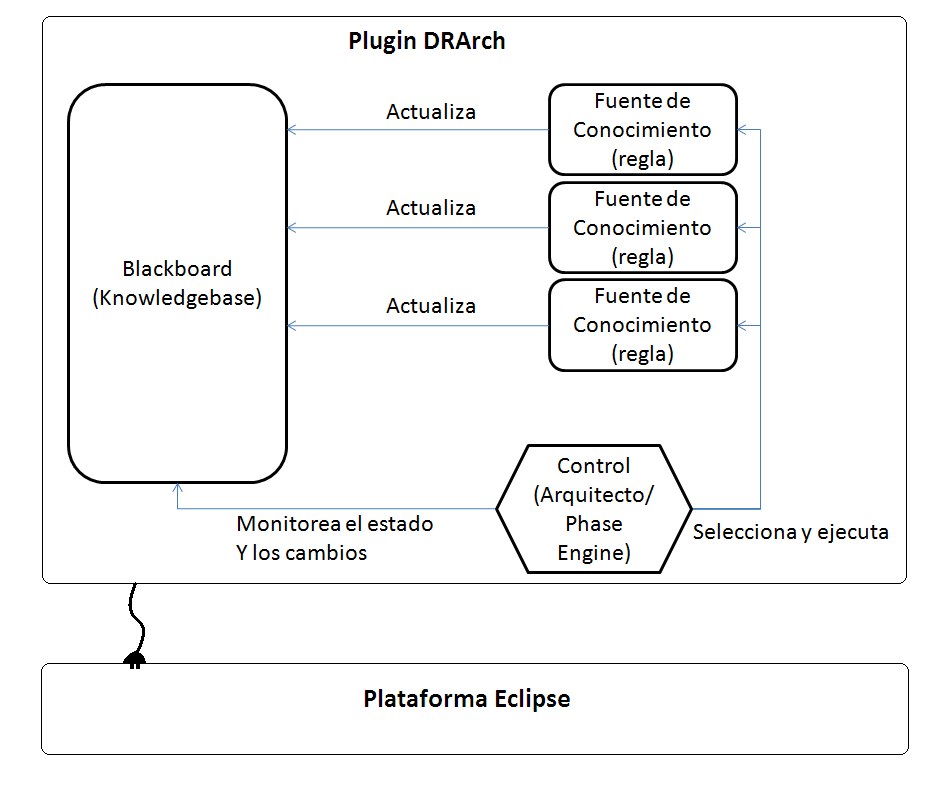 Plugin DRArch
Blackboard
(Knowledgebase)
Actualiza
Fuente de
Conocimiento
(regla)
Actualiza
Fuente de
Conocimiento
(regla)
Actualiza
Fuente de
Conocimiento
(regla)
Control
(Arquitecto/
Phase
Engine)
Monitorea el estado
Y los cambios
Selecciona y ejecuta
Plataforma Eclipse